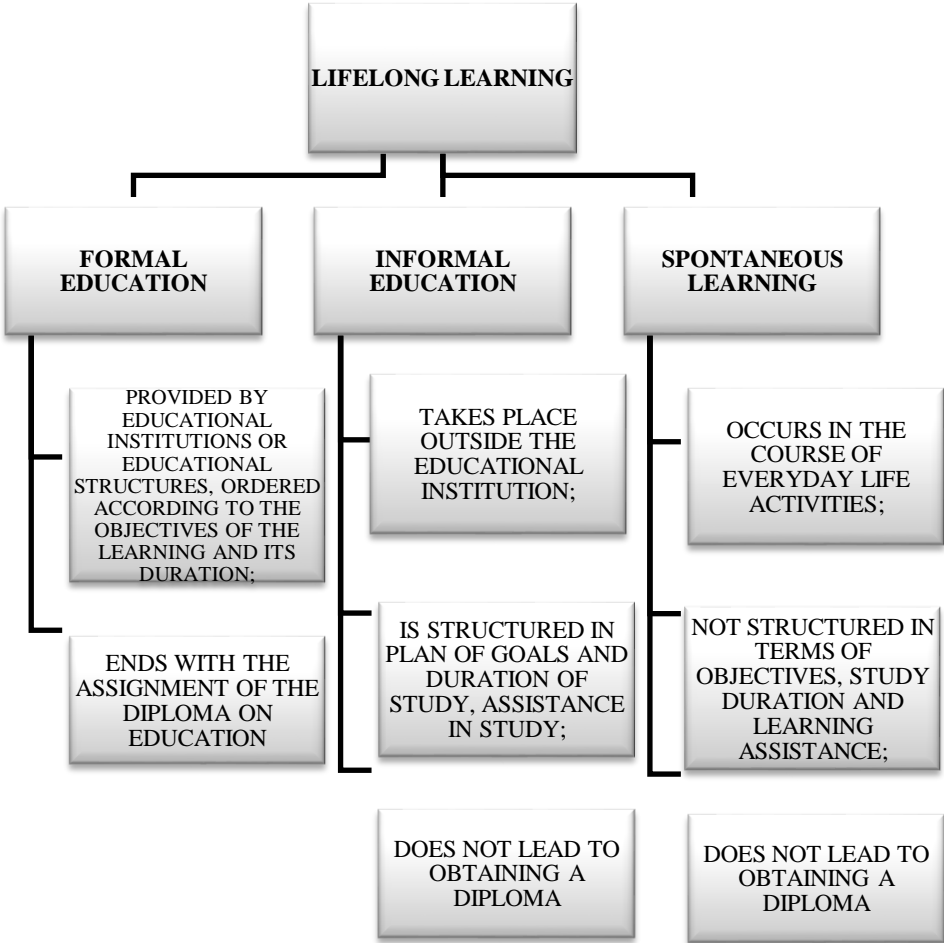 LIFELONG LEARNING
FORMAL
EDUCATION
PROVIDED BY
EDUCATIONAL
INSTITUTIONS OR
EDUCATIONAL
STRUCTURES, ORDERED
ACCORDING TO THE
OBJECTIVES OF THE
LEARNING AND ITS
DURATION;
ENDS WITH THE
ASSIGNMENT OF THE
DIPLOMA ON
EDUCATION
INFORMAL
EDUCATION
TAKES PLACE
OUTSIDE THE
EDUCATIONAL
INSTITUTION;
IS STRUCTURED IN
PLAN OF GOALS AND
DURATION OF
STUDY, ASSISTANCE
IN STUDY;
DOES NOT LEAD TO
OBTAINING A
DIPLOMA
SPONTANEOUS
LEARNING
OCCURS IN THE
COURSE OF
EVERYDAY LIFE
ACTIVITIES;
NOT STRUCTURED IN
TERMS OF
OBJECTIVES, STUDY
DURATION AND
LEARNING
ASSISTANCE;
DOES NOT LEAD TO
OBTAINING A
DIPLOMA